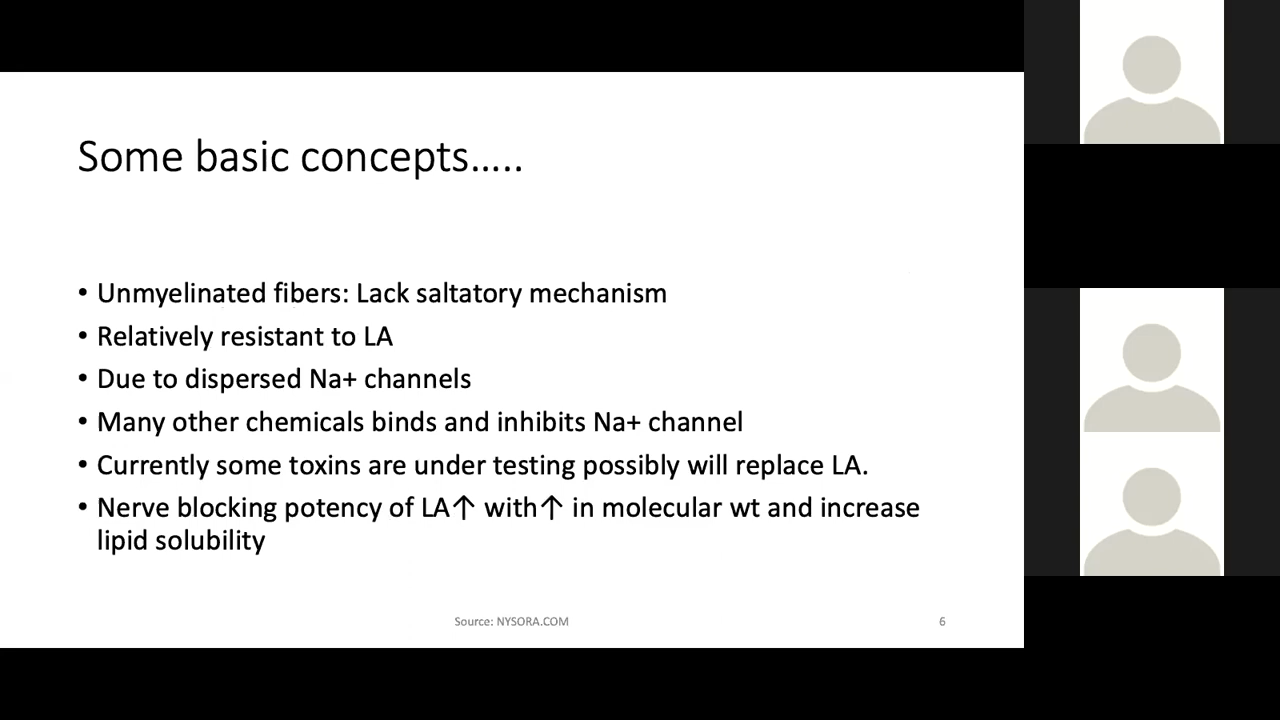 Some basic concepts.....
• Unmyelinated fibers: Lack saltatory mechanism
• Relatively resistant to LA
• Due to dispersed Na+ channels
• Many other chemicals binds and inhibits Na+ channel
• Currently some toxins are under testing possibly will replace LA.
• Nerve blocking potency of LA↑ with↑ in molecular wt and increase
lipid solubility
Source: NYSORA.COM
6